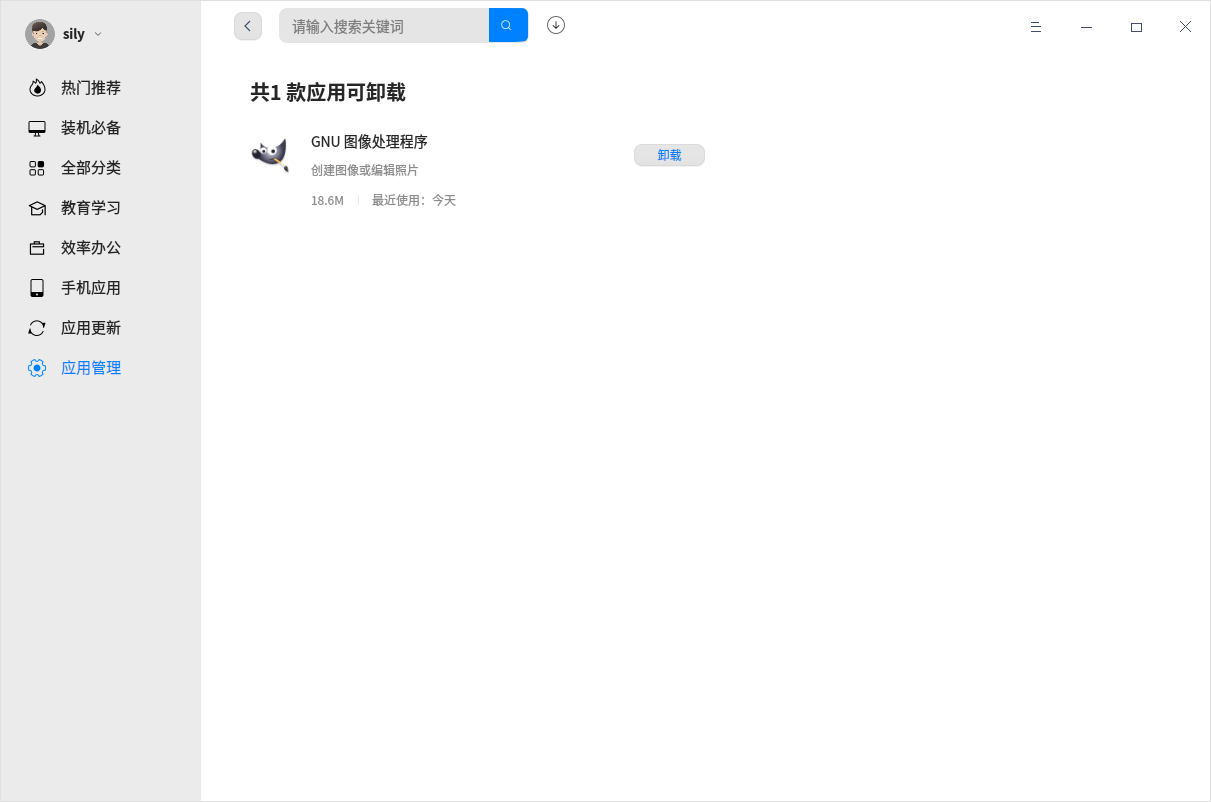 sily
热门推荐
装机必备
全部分类
教育学习
效率办公
手机应用
应用更新
应用管理
请输入搜索关键词
共1 款应用可卸载
GNU 图像处理程序
创建图像或编辑照片
18.6M 最近使用：今天
卸载